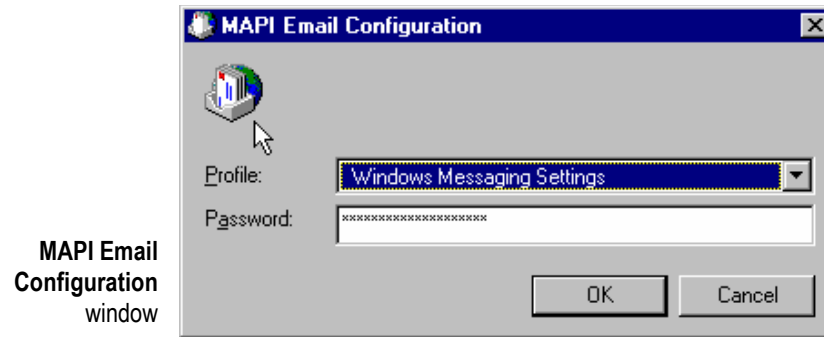 MAPI Email Configuration
Profile:
Windows Messaging Settings
Password:
********************
OK
Cancel
MAPI Email
Configuration
window